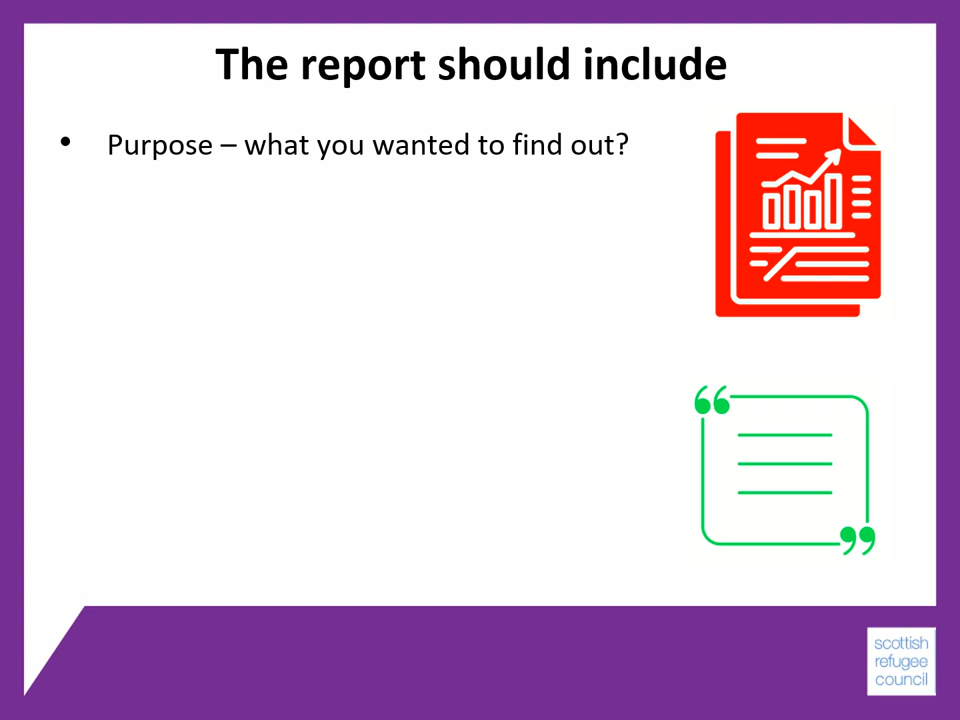 The report should include
• Purpose – what you wanted to find out?
scottish
refugee
council